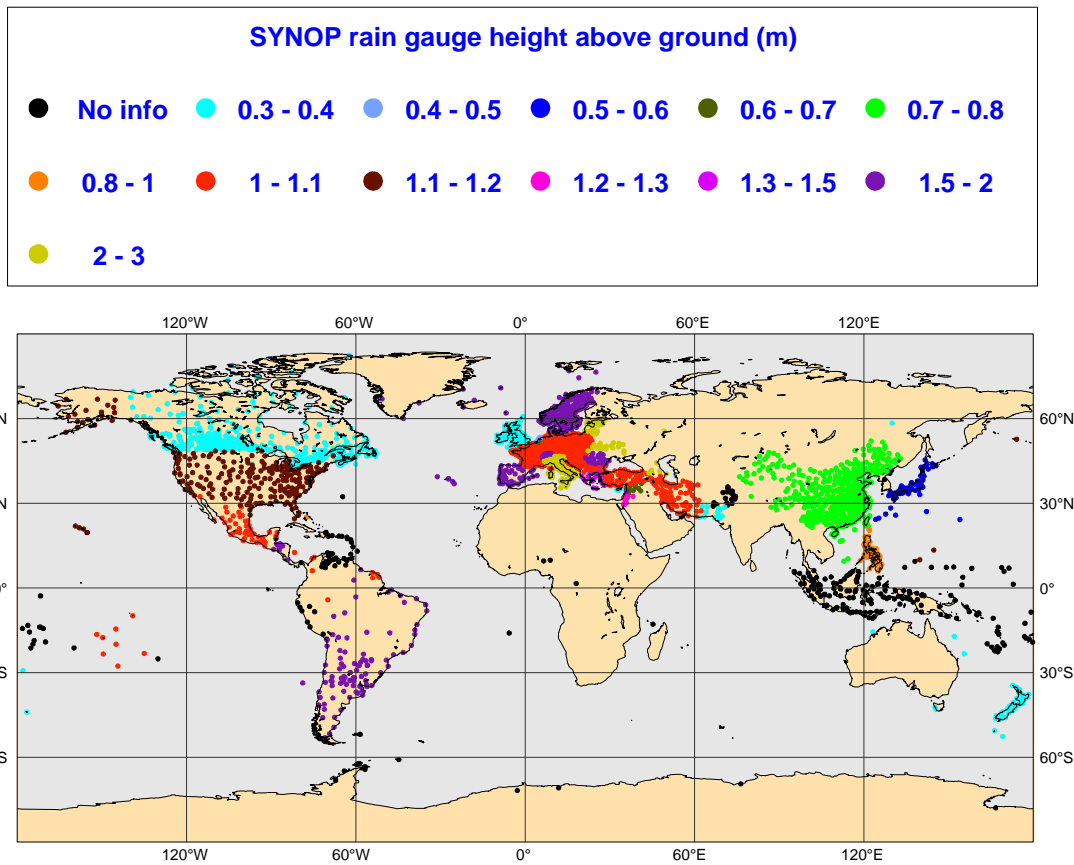 SYNOP rain gauge height above ground (m)
No info 0.3 - 0.4 0.4 - 0.5 0.5 - 0.6 0.6 - 0.7 0.7 - 0.8
0.8 - 1 1 - 1.1 1.1 - 1.2 1.2 - 1.3 1.3 - 1.5 1.5 - 2
2 - 3
120°W 60°W 0° 60°E 120°E
°N 60°N
°N 30°N
0° 0°
°S 30°S
°S 60°S
120°W 60°W 0° 60°E 120°E